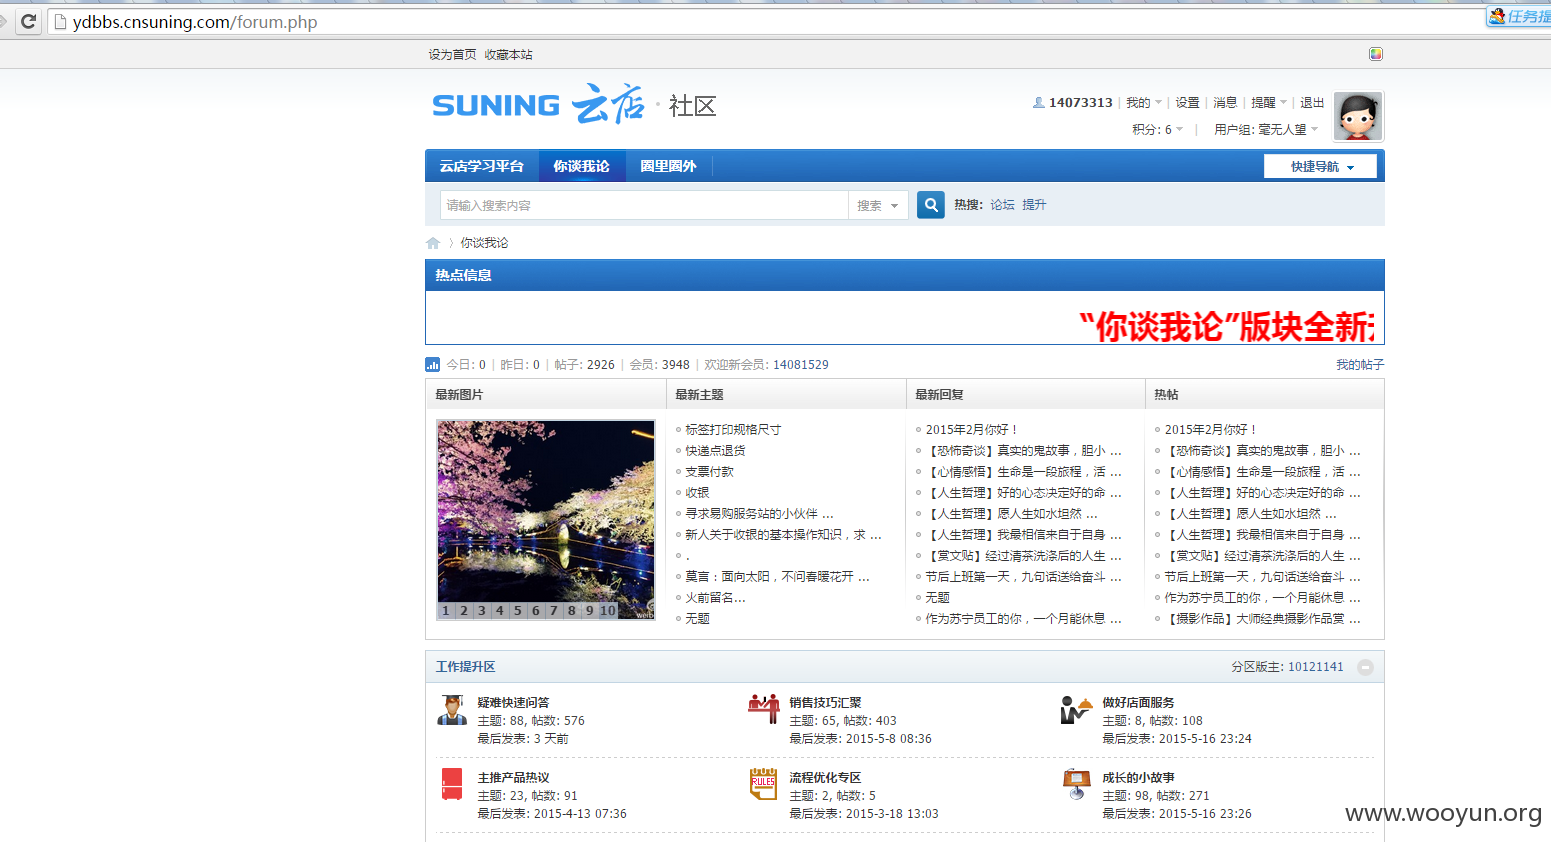 ydbbs.cnsuning.com/forum.php
任务提
设为首页 收藏本站
SUNING 云店 · 社区
14073313 | 我的 | 设置 | 消息 | 提醒 | 退出
积分: 6 | 用户组: 毫无人望
云店学习平台 你谈我论 圈里圈外 快捷导航
请输入搜索内容 搜索 热搜: 论坛 提升
你谈我论
热点信息
“你谈我论”版块全新
今日: 0 | 昨日: 0 | 帖子: 2926 | 会员: 3948 | 欢迎新会员: 14081529 我的帖子
最新图片 最新主题 最新回复 热帖
1 2 3 4 5 6 7 8 9 10
标签打印规格尺寸
快递点退货
支票付款
收银
寻求易购服务站的小伙伴 ...
新人关于收银的基本操作知识，求 ...
.
莫言：面向太阳，不问春暖花开 ...
火前留名...
无题
2015年2月你好！
【恐怖奇谈】真实的鬼故事，胆小 ...
【心情感悟】生命是一段旅程，活 ...
【人生哲理】好的心态决定好的命 ...
【人生哲理】愿人生如水坦然 ...
【人生哲理】我最相信来自于自身 ...
【赏文贴】经过清茶洗涤后的人生 ...
节后上班第一天，九句话送给奋斗 ...
无题
作为苏宁员工的你，一个月能休息 ...
2015年2月你好！
【恐怖奇谈】真实的鬼故事，胆小 ...
【心情感悟】生命是一段旅程，活 ...
【人生哲理】好的心态决定好的命 ...
【人生哲理】愿人生如水坦然 ...
【人生哲理】我最相信来自于自身 ...
【赏文贴】经过清茶洗涤后的人生 ...
节后上班第一天，九句话送给奋斗 ...
作为苏宁员工的你，一个月能休息 ...
【摄影作品】大师经典摄影作品赏 ...
工作提升区 分区版主: 10121141
疑难快速问答
主题: 88, 帖数: 576
最后发表: 3 天前
销售技巧汇聚
主题: 65, 帖数: 403
最后发表: 2015-5-8 08:36
做好店面服务
主题: 8, 帖数: 108
最后发表: 2015-5-16 23:24
主推产品热议
主题: 23, 帖数: 91
最后发表: 2015-4-13 07:36
RULES
流程优化专区
主题: 2, 帖数: 5
最后发表: 2015-3-18 13:03
成长的小故事
主题: 98, 帖数: 271
最后发表: 2015-5-16 23:26
www.wooyun.org